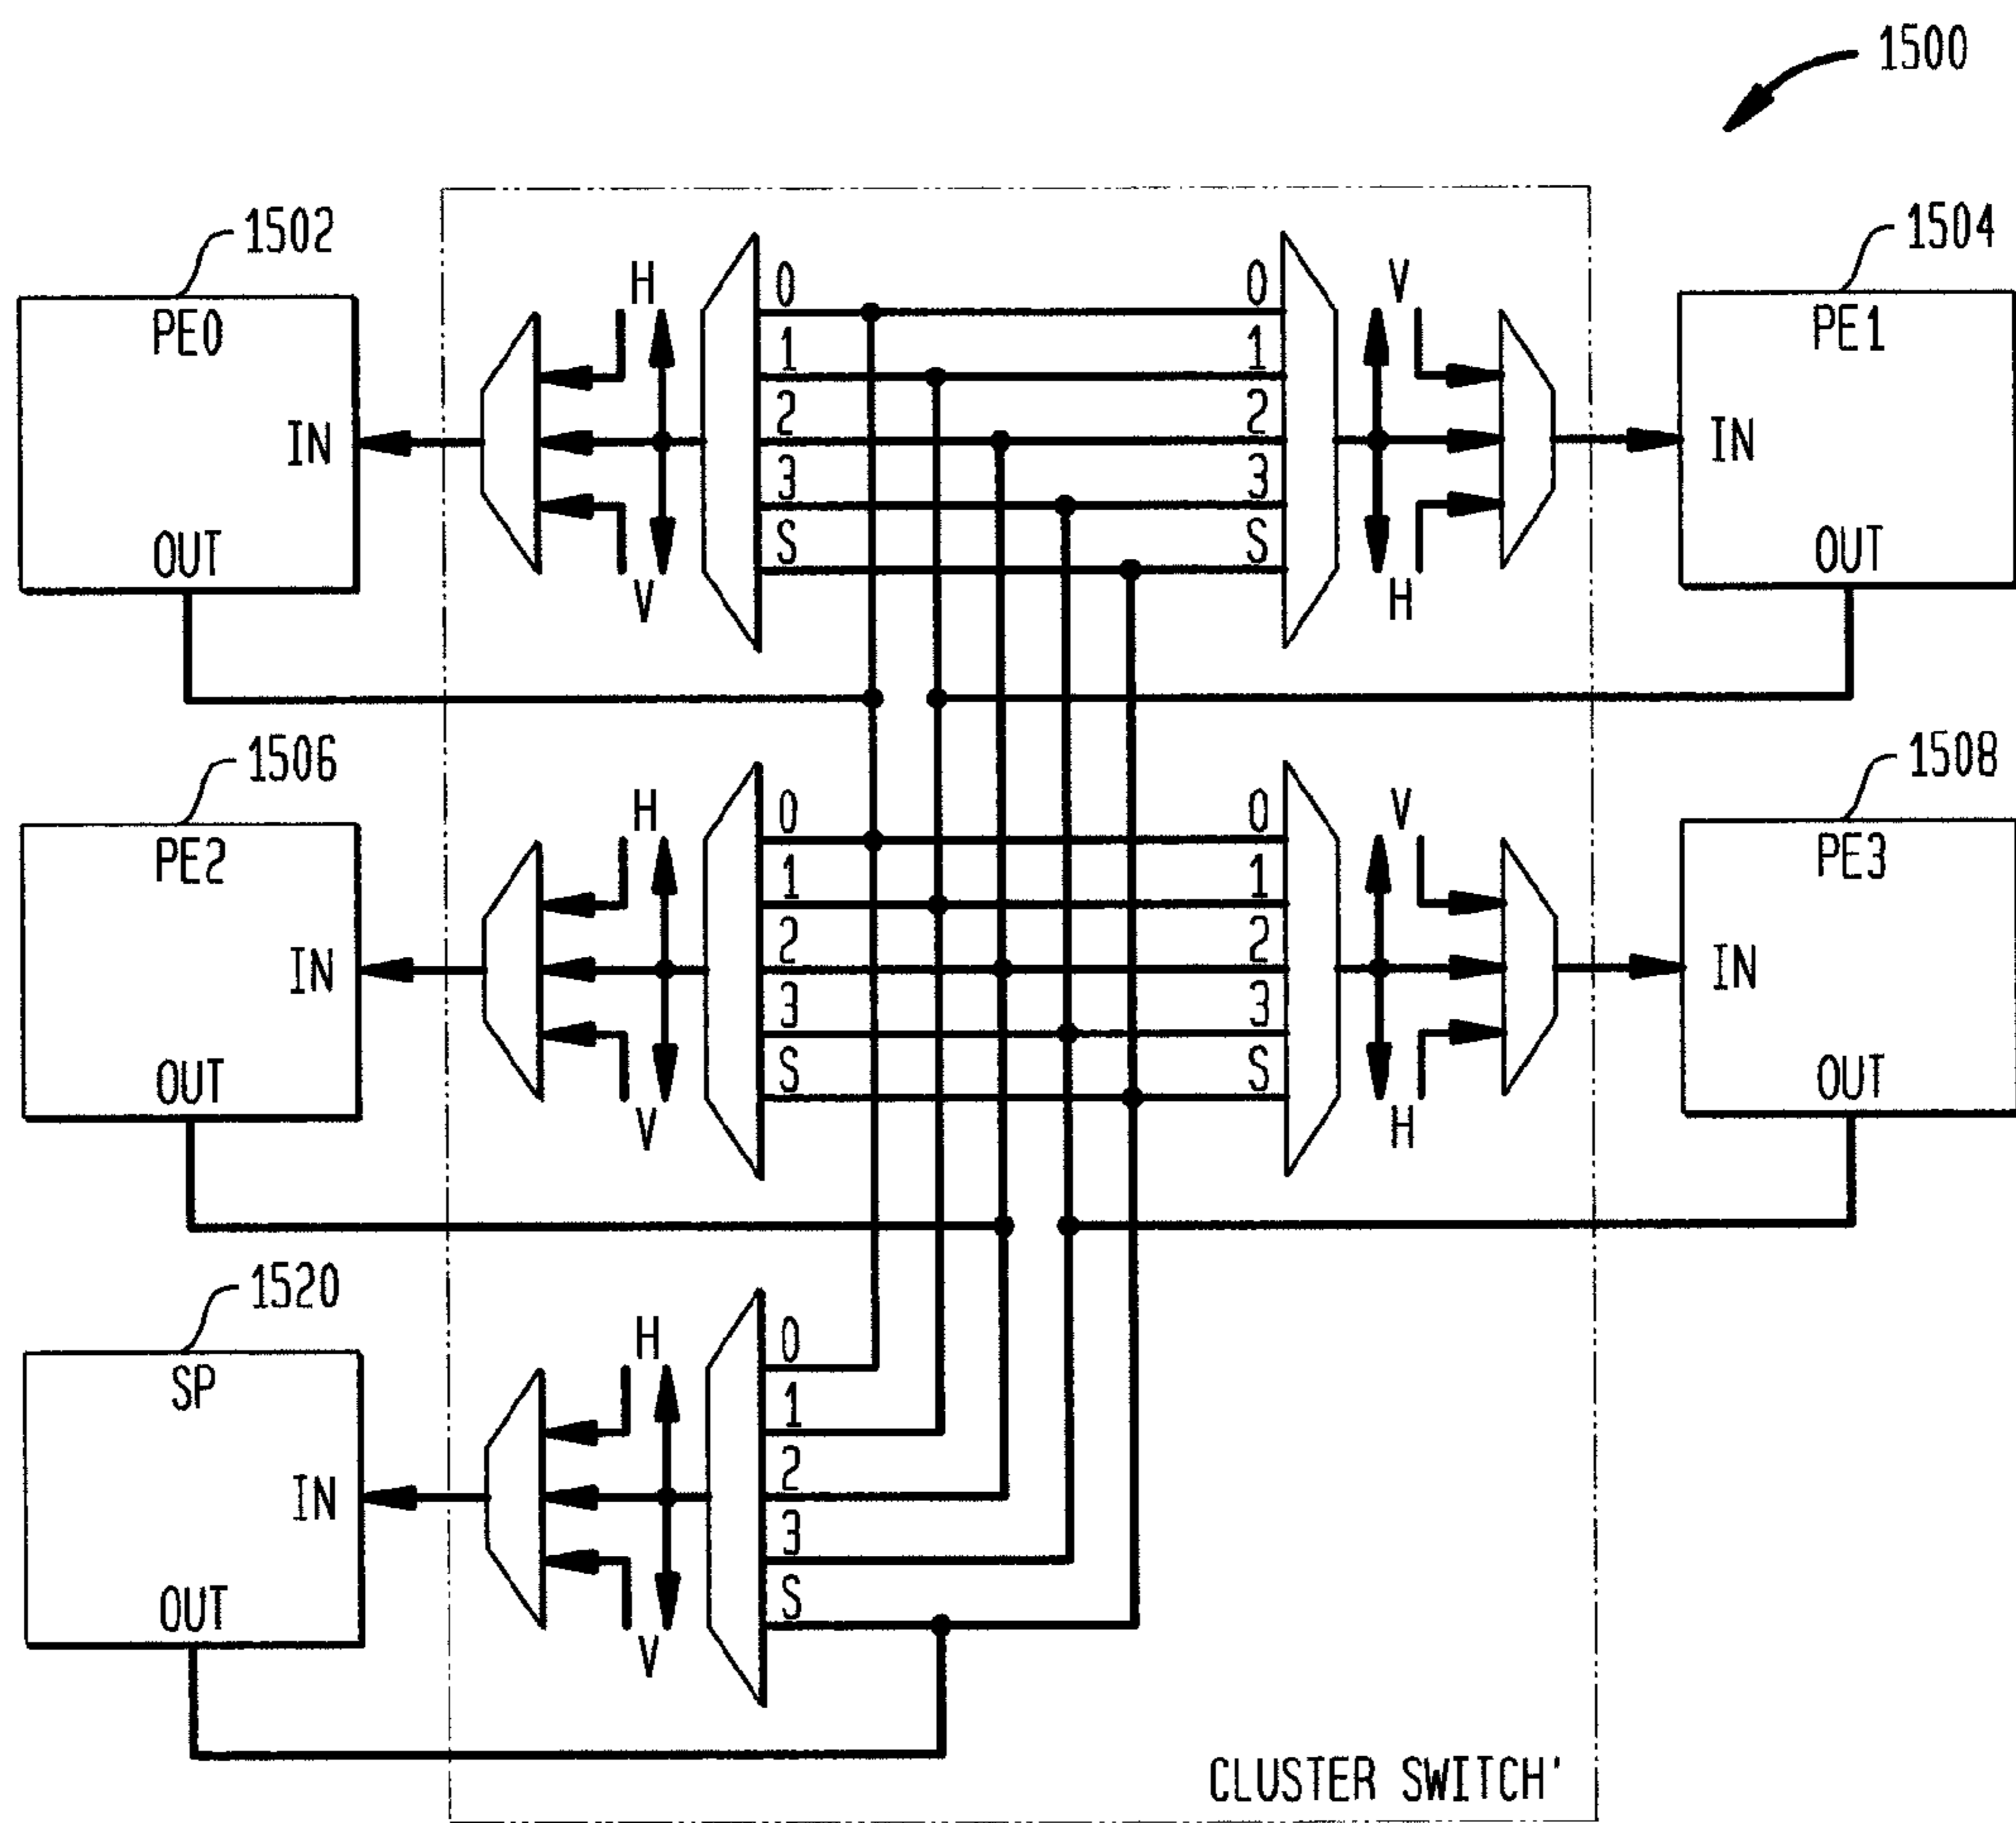 1500
1502
1504
PE0
IN
OUT
H
V
0
1
2
3
S
0
1
2
3
S
V
H
PE1
IN
OUT
1506
1508
PE2
IN
OUT
H
V
0
1
2
3
S
0
1
2
3
S
V
H
PE3
IN
OUT
1520
SP
IN
OUT
H
V
0
1
2
3
S
CLUSTER SWITCH'